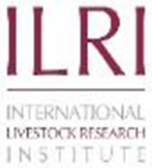 ILRI
INTERNATIONAL
LIVESTOCK RESEARCH
INSTITUTE